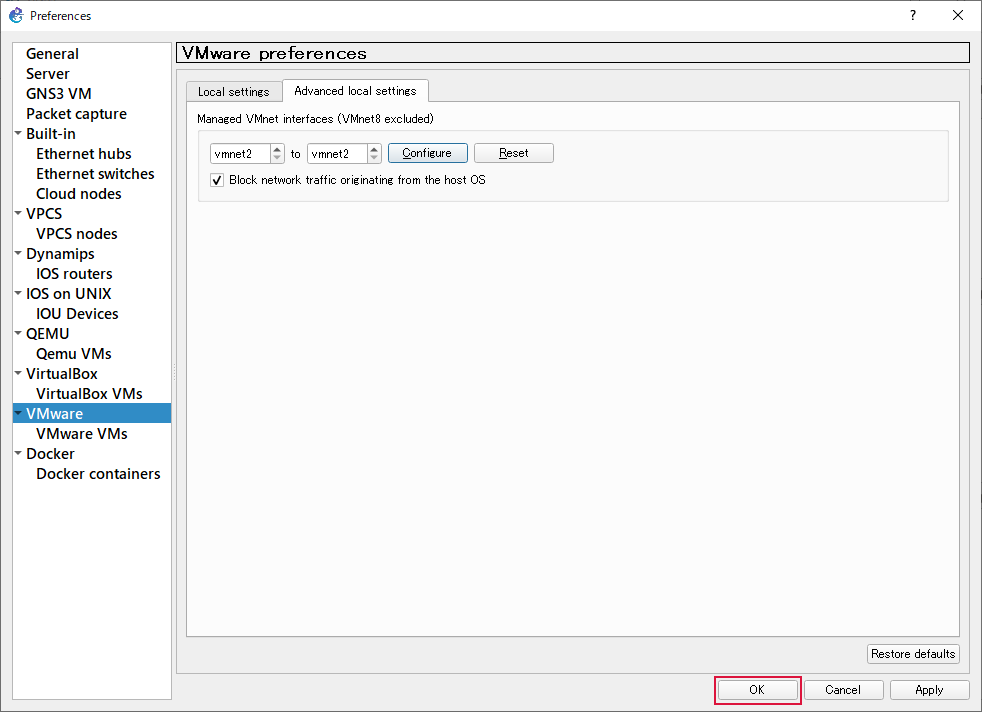 Preferences
?
General
Server
GNS3 VM
Packet capture
Built-in
Ethernet hubs
Ethernet switches
Cloud nodes
VPCS
VPCS nodes
Dynamips
IOS routers
IOS on UNIX
IOU Devices
QEMU
Qemu VMs
VirtualBox
VirtualBox VMs
VMware
VMware VMs
Docker
Docker containers
VMware preferences
Local settings
Advanced local settings
Managed VMnet interfaces (VMnet8 excluded)
vmnet2 to vmnet2 Configure Reset
Block network traffic originating from the host OS
Restore defaults
OK Cancel Apply